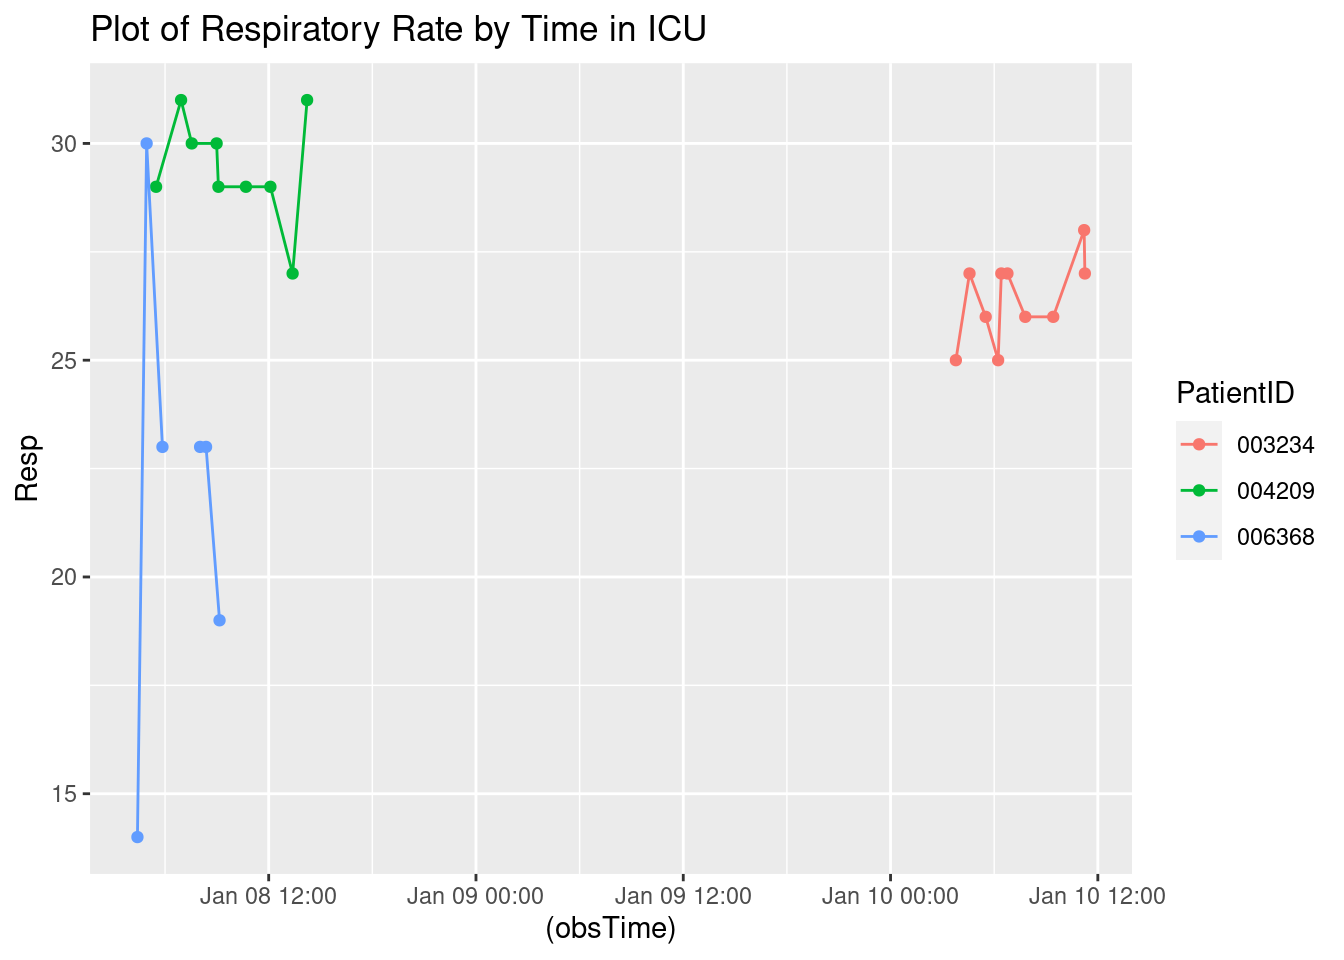 Plot of Respiratory Rate by Time in ICU
30
25
20
15
Resp
Jan 08 12:00 Jan 09 00:00 Jan 09 12:00 Jan 10 00:00 Jan 10 12:00
(obsTime)
PatientID
003234
004209
006368